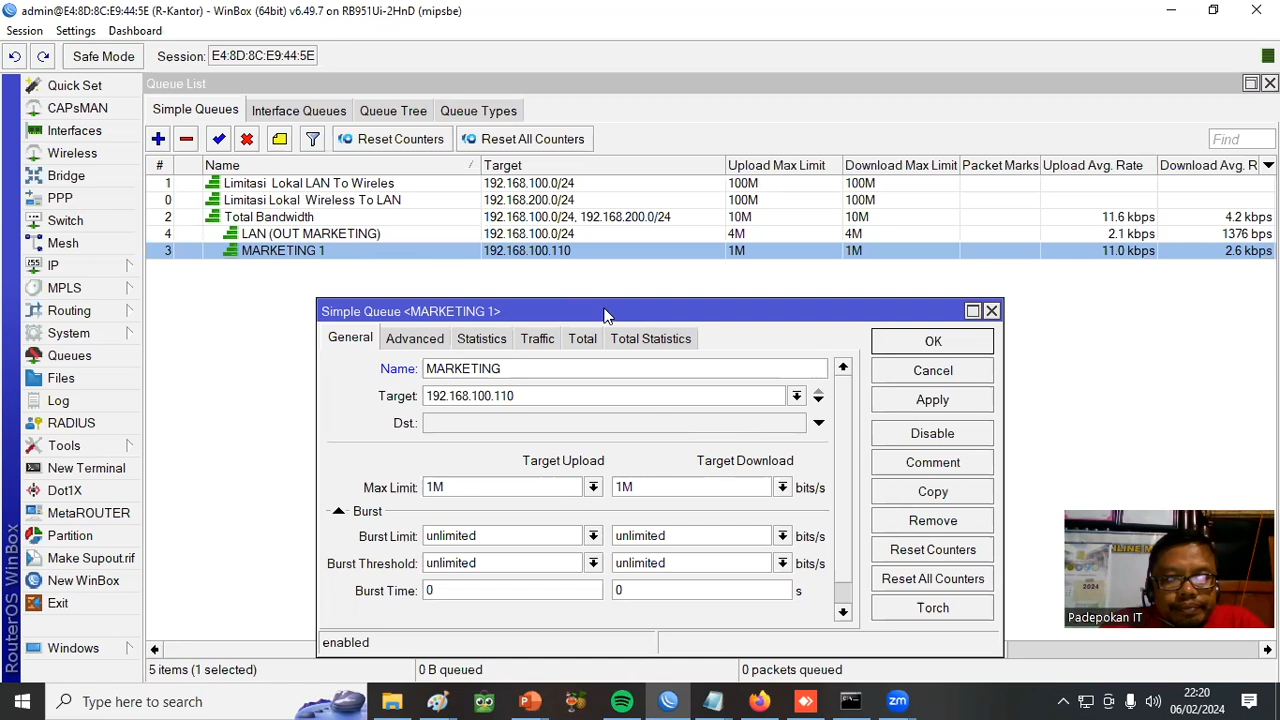 admin@E4:8D:8C:E9:44:5E (R-Kantor) - WinBox (64bit) v6.49.7 on RB951Ui-2HnD (mipsbe)
Session Settings Dashboard
Safe Mode Session: E4:8D:8C:E9:44:5E
Quick Set
CAPsMAN
Interfaces
Wireless
Bridge
PPP
Switch
Mesh
IP
MPLS
Routing
System
Queues
Files
Log
RADIUS
Tools
New Terminal
Dot1X
MetaROUTER
Partition
Make Supout.rif
New WinBox
Exit
Windows
RouterOS WinBox
Queue List
Simple Queues Interface Queues Queue Tree Queue Types
Reset Counters Reset All Counters Find
# Name Target Upload Max Limit Download Max Limit Packet Marks Upload Avg. Rate Download Avg. R
1 Limitasi Lokal LAN To Wireles 192.168.100.0/24 100M 100M
0 Limitasi Lokal Wireless To LAN 192.168.200.0/24 100M 100M
2 Total Bandwidth 192.168.100.0/24, 192.168.200.0/24 10M 10M 11.6 kbps 4.2 kbps
4 LAN (OUT MARKETING) 192.168.100.0/24 4M 4M 2.1 kbps 1376 bps
3 MARKETING 1 192.168.100.110 1M 1M 11.0 kbps 2.6 kbps
Simple Queue <MARKETING 1>
General Advanced Statistics Traffic Total Total Statistics
Name: MARKETING
Target: 192.168.100.110
Dst.:
Target Upload Target Download
Max Limit: 1M 1M bits/s
Burst
Burst Limit: unlimited unlimited bits/s
Burst Threshold: unlimited unlimited bits/s
Burst Time: 0 0 s
enabled
OK
Cancel
Apply
Disable
Comment
Copy
Remove
Reset Counters
Reset All Counters
Torch
2024
Padepokan IT
5 items (1 selected) 0 B queued 0 packets queued
Type here to search
zm
22:20
06/02/2024